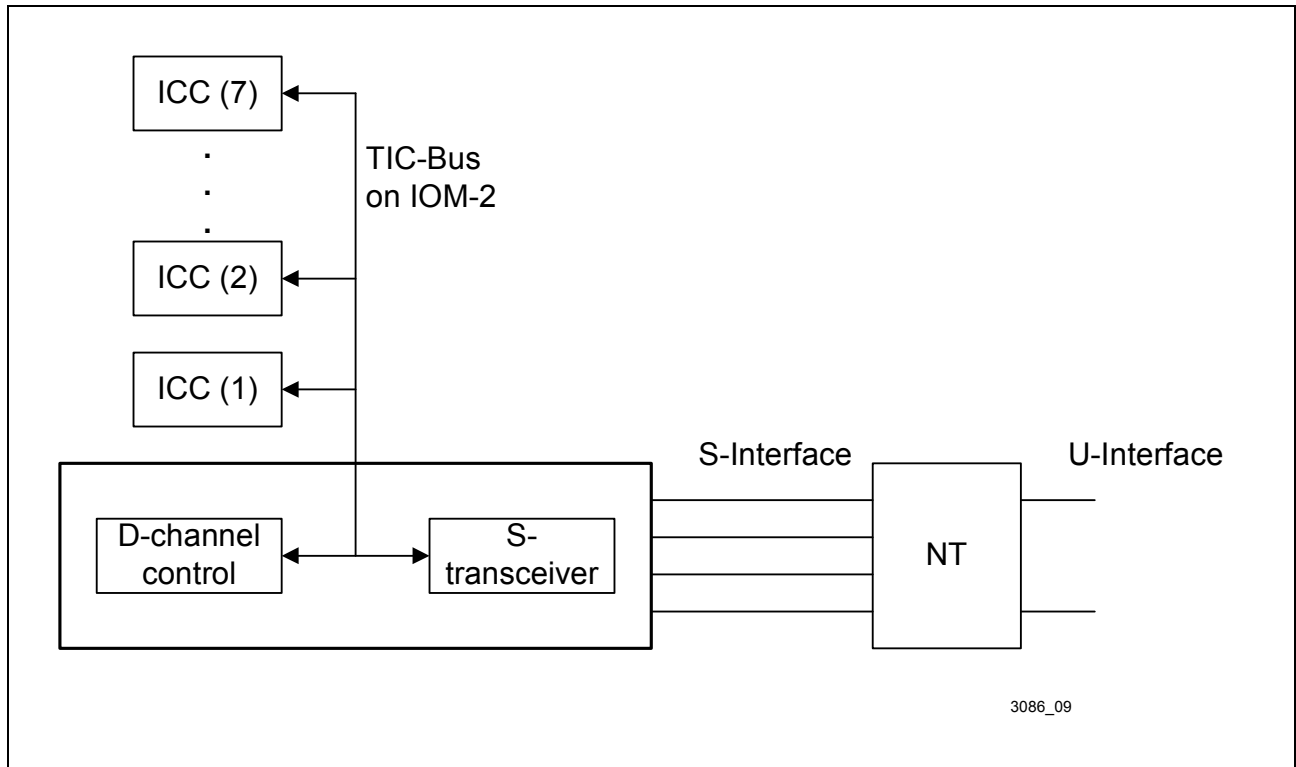 ICC (7)
.
.
.
TIC-Bus
on IOM-2
ICC (2)
ICC (1)
S-Interface
U-Interface
D-channel
control
S-
transceiver
NT
3086_09